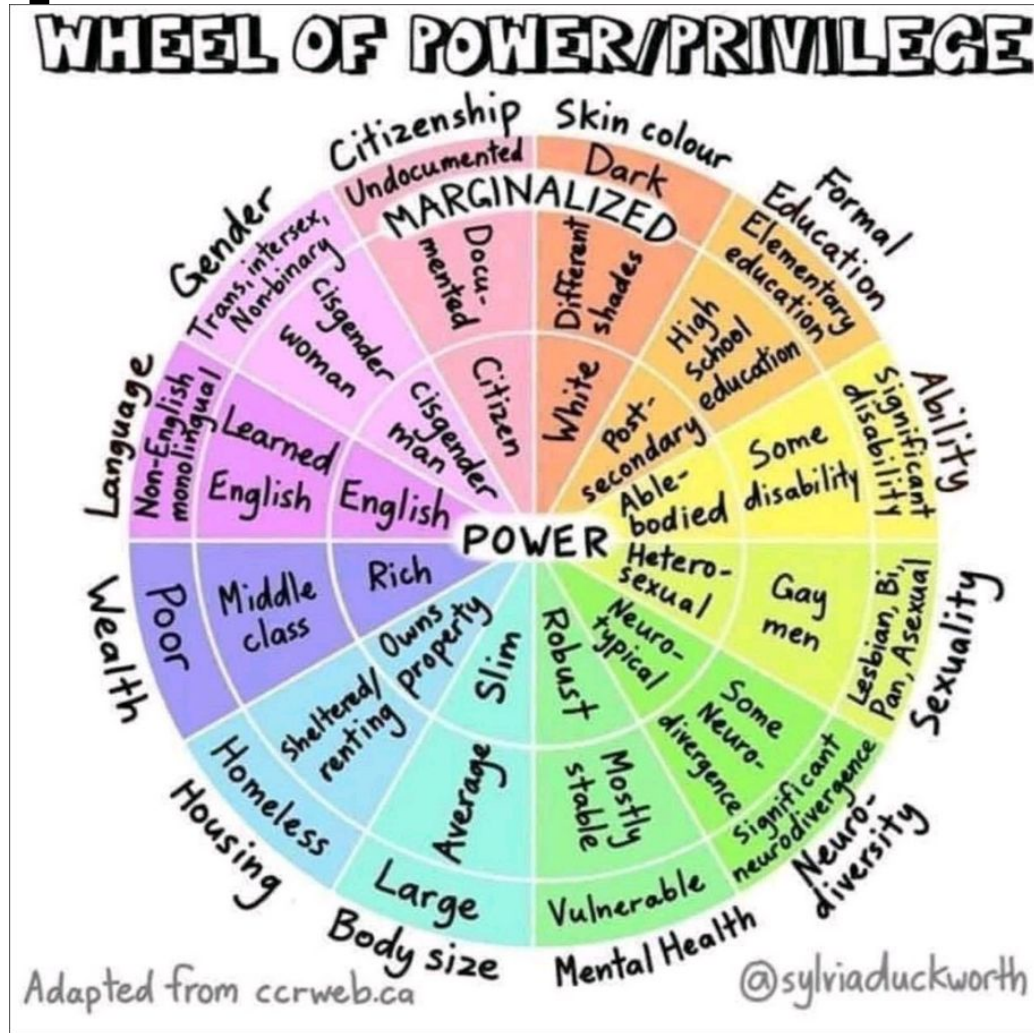 WHEEL OF POWER/PRIVILEGE
Citizenship
Undocumented
Docu-
mented
Citizen
Skin colour
Dark
Different
shades
White
Formal
Education
Elementary
education
High
school
education
Post-
secondary
Ability
Significant
disability
Some
disability
Able-
bodied
Sexuality
Lesbian, Bi,
Pan, Asexual
Gay
men
Hetero-
sexual
Neuro-
diversity
Significant
neurodivergence
Some
Neuro-
divergence
Neuro-
typical
Mental Health
Vulnerable
Mostly
stable
Robust
Body size
Large
Average
Slim
Housing
Homeless
Sheltered/
renting
Owns
property
Wealth
Poor
Middle
class
Rich
Language
Non-English
monolingual
Learned
English
English
Gender
Trans, intersex,
Non-binary
cisgender
woman
cisgender
man
MARGINALIZED
POWER
Adapted from ccrweb.ca
@sylviaduckworth